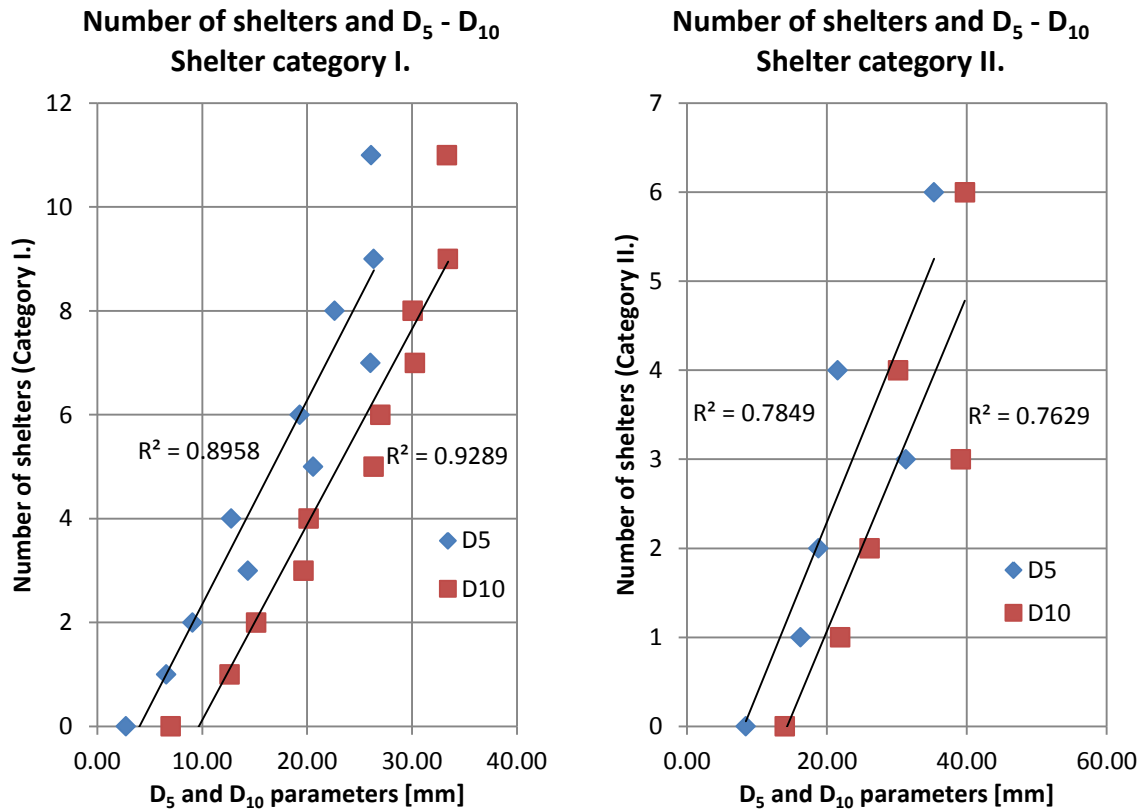 Number of shelters and D5 - D10
Shelter category I.
12
10
8
6
4
2
0
Number of shelters (Category I.)
R² = 0.8958
R² = 0.9289
D5
D10
0.00 10.00 20.00 30.00 40.00
D5 and D10 parameters [mm]
Number of shelters and D5 - D10
Shelter category II.
7
6
5
4
3
2
1
0
Number of shelters (Category II.)
R² = 0.7849
R² = 0.7629
D5
D10
0.00 20.00 40.00 60.00
D5 and D10 parameters [mm]